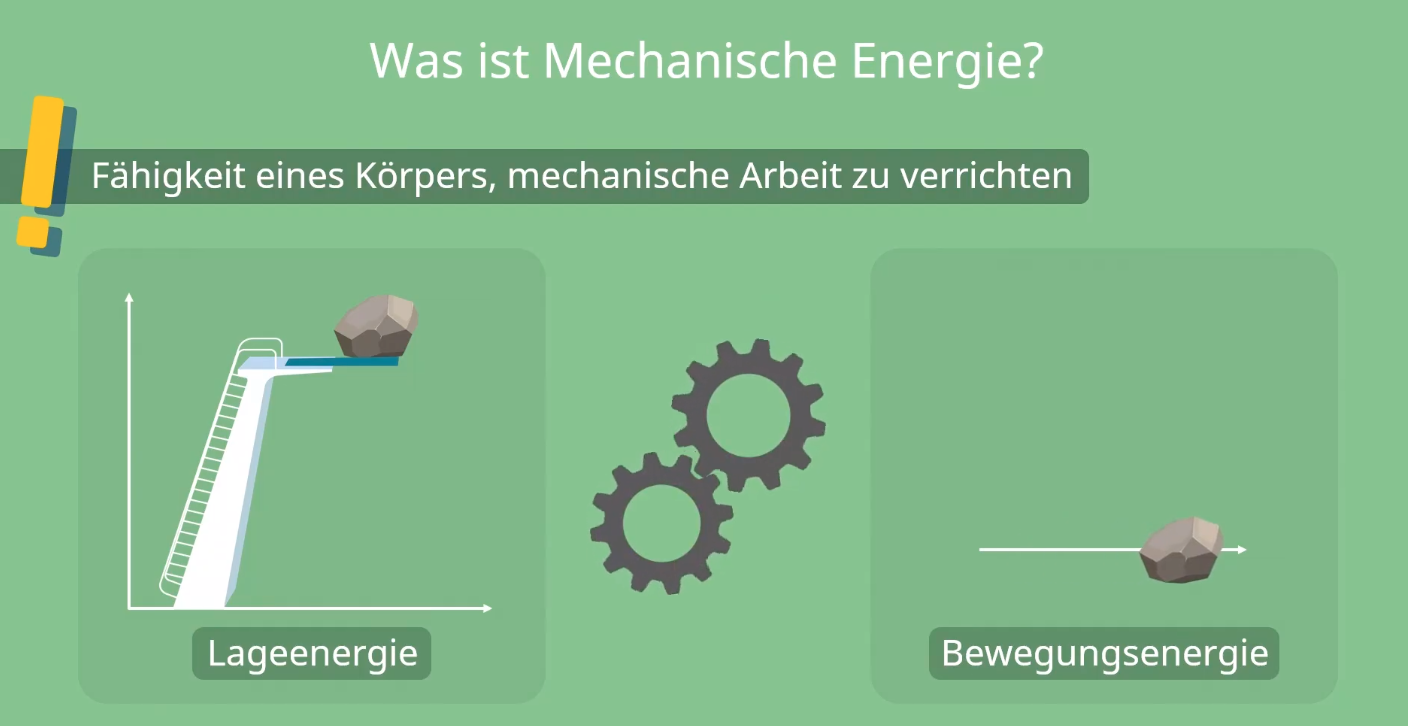 Was ist Mechanische Energie?
Fähigkeit eines Körpers, mechanische Arbeit zu verrichten
Lageenergie
Bewegungsenergie